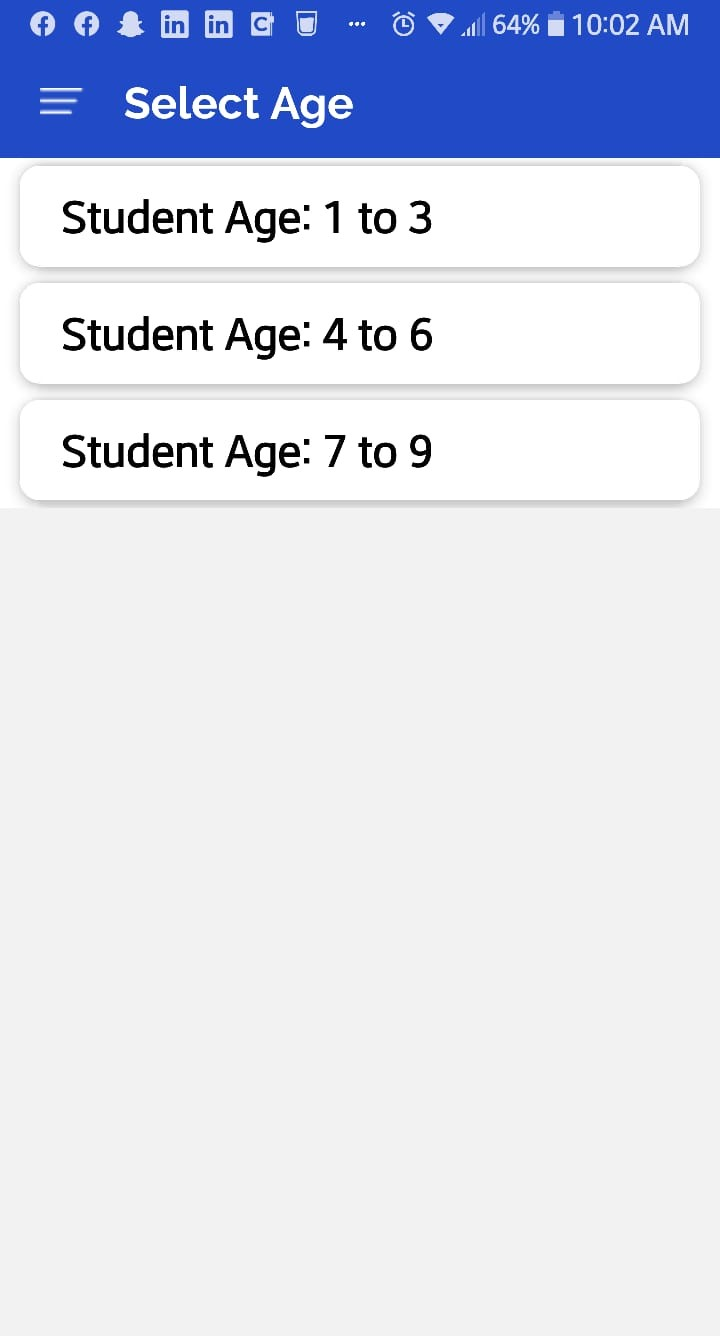 64% 10:02 AM
Select Age
Student Age: 1 to 3
Student Age: 4 to 6
Student Age: 7 to 9